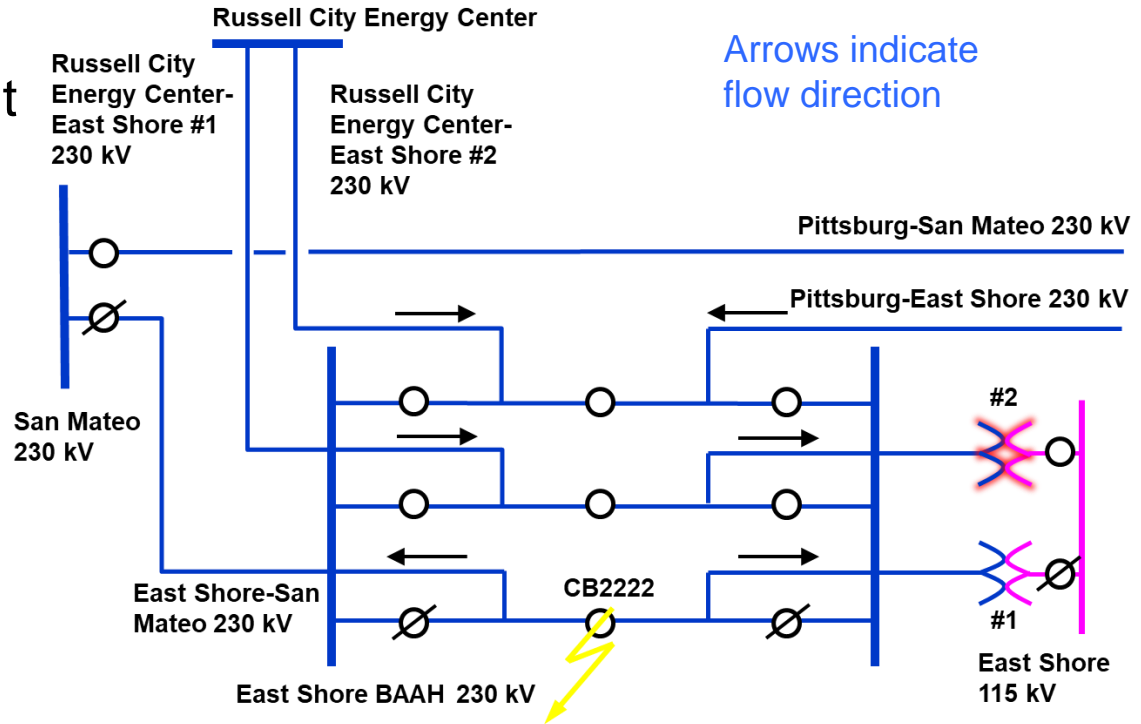 Russell City Energy Center
Arrows indicate
flow direction
t
Russell City
Energy Center-
East Shore #1
230 kV
Russell City
Energy Center-
East Shore #2
230 kV
Pittsburg-San Mateo 230 kV
Pittsburg-East Shore 230 kV
San Mateo
230 kV
#2
CB2222
East Shore-San
Mateo 230 kV
#1
East Shore BAAH 230 kV
East Shore
115 kV